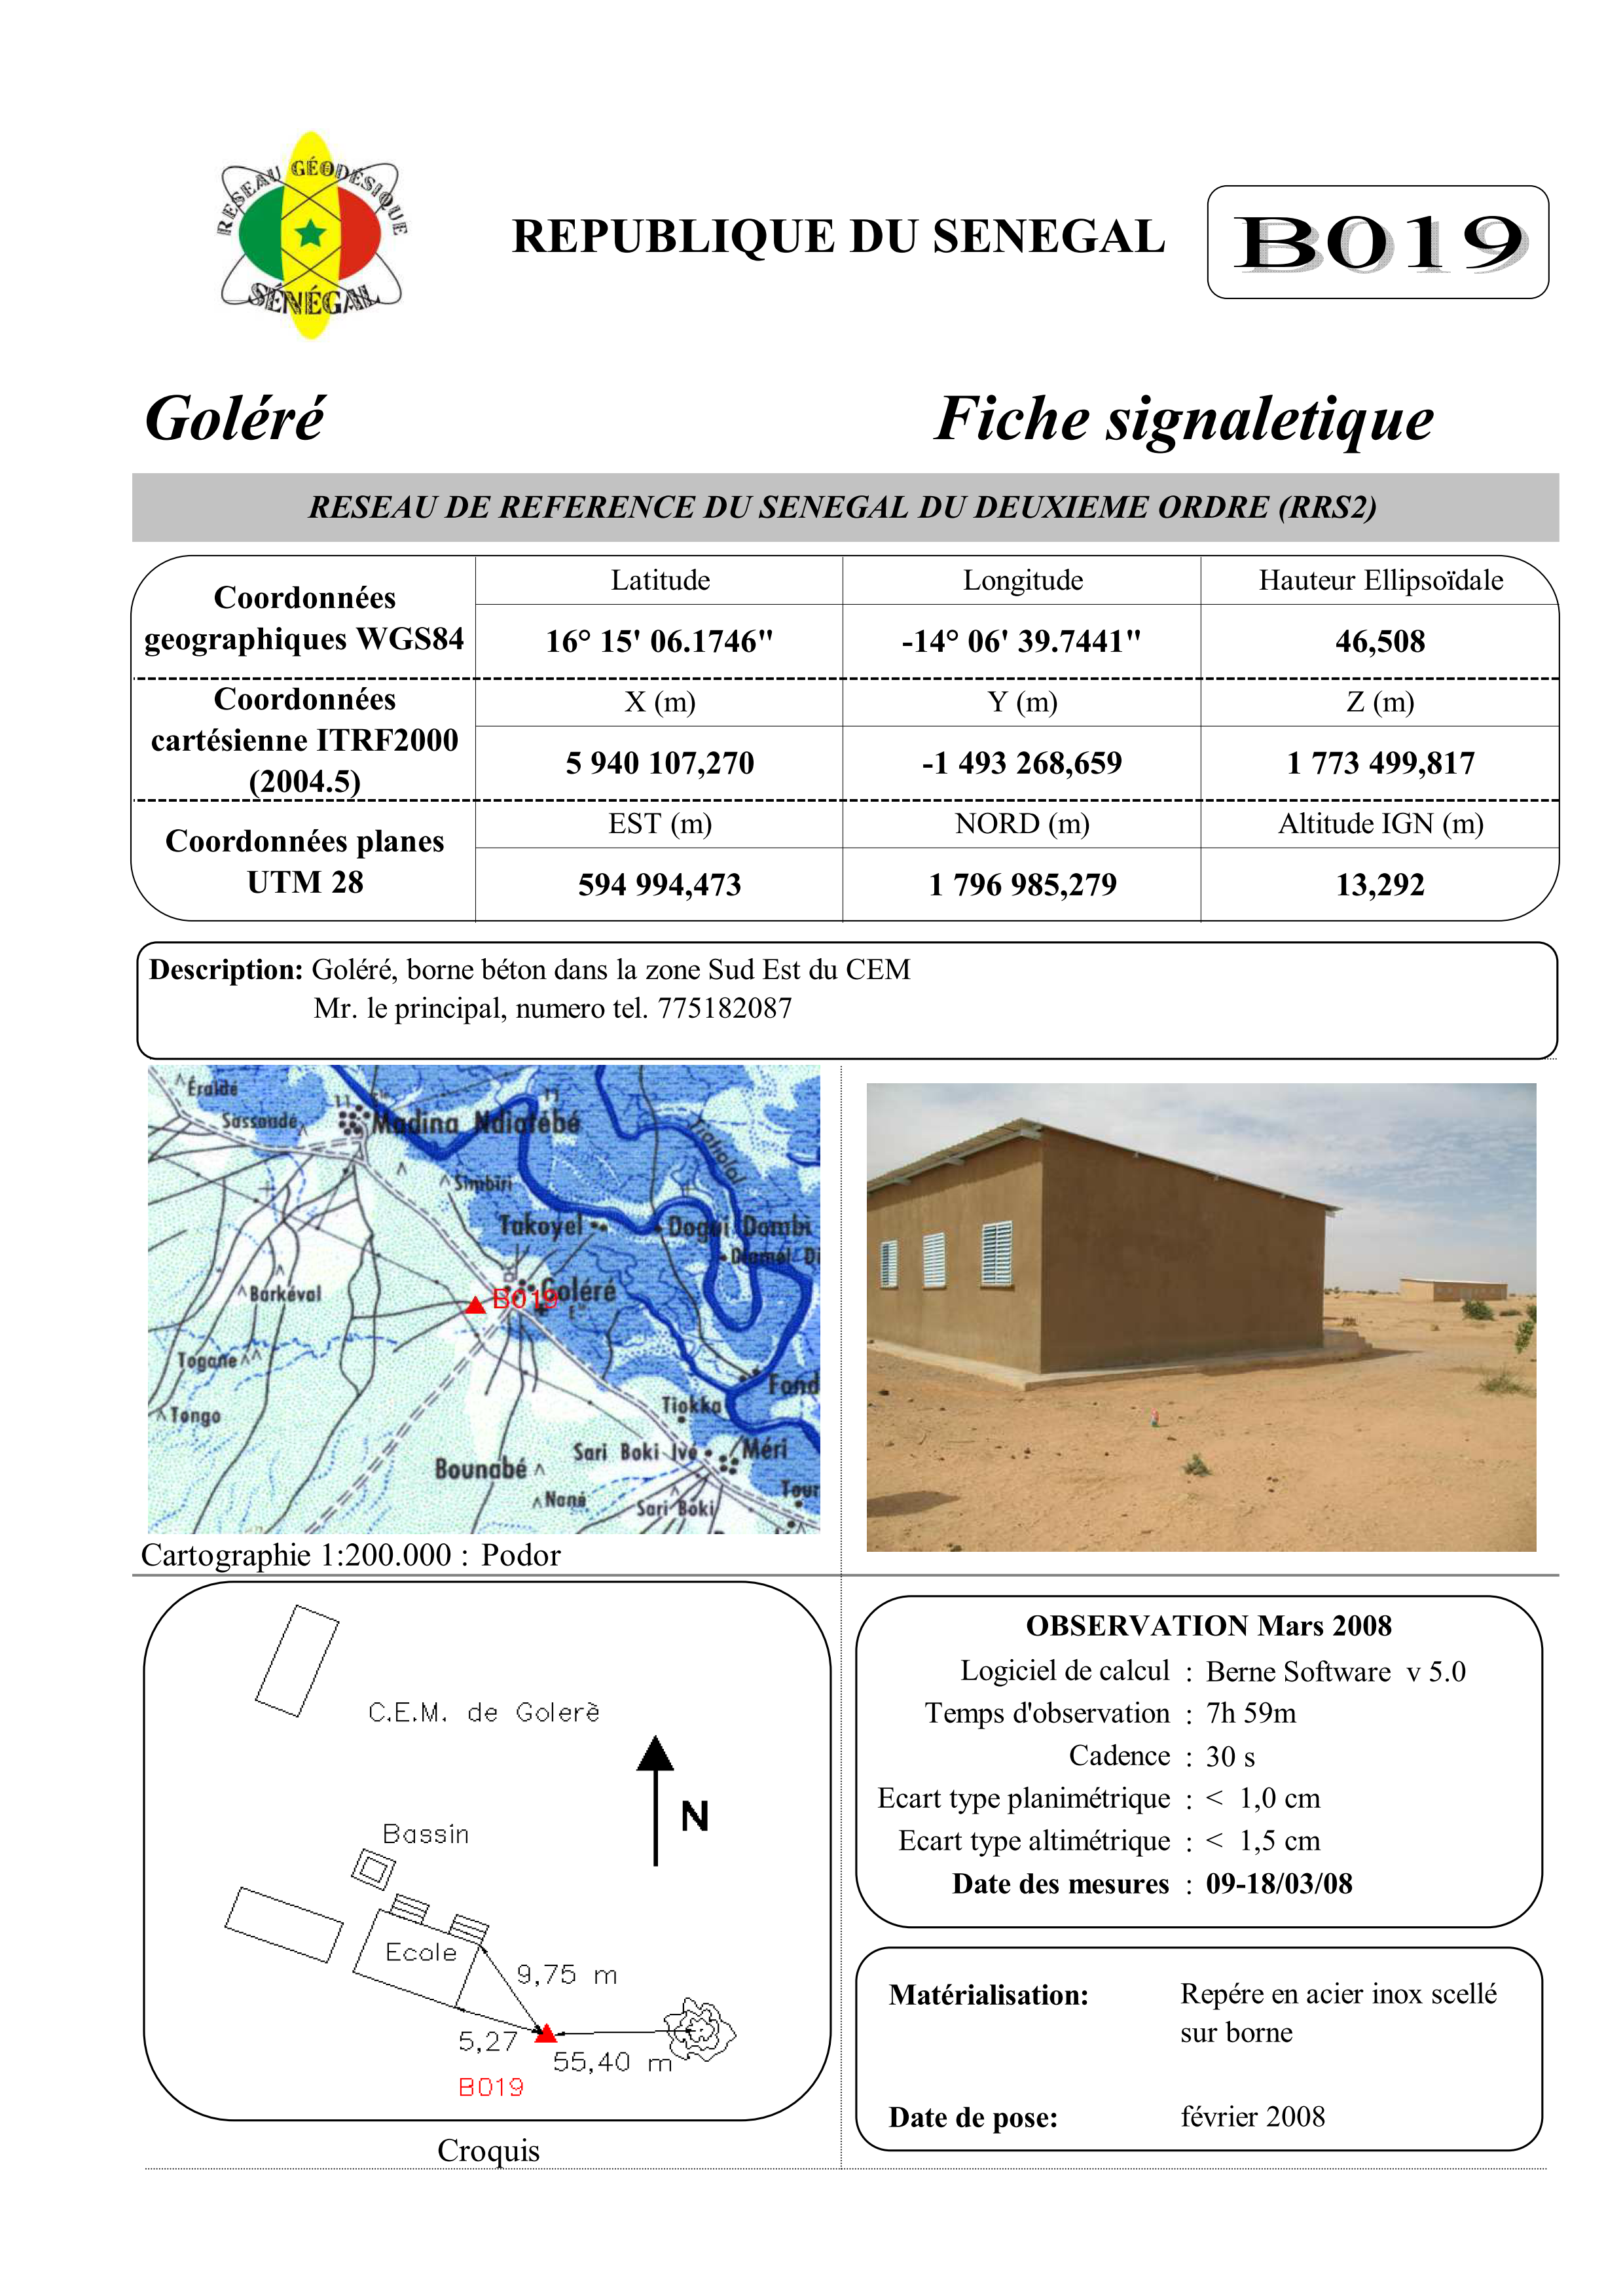 RESEAU GÉODÉSIQUE
SÉNÉGAL
REPUBLIQUE DU SENEGAL
B019
Goléré
Fiche signaletique
RESEAU DE REFERENCE DU SENEGAL DU DEUXIEME ORDRE (RRS2)
Coordonnées geographiques WGS84
Latitude
Longitude
Hauteur Ellipsoïdale
16° 15' 06.1746"
-14° 06' 39.7441"
46,508
Coordonnées cartésienne ITRF2000 (2004.5)
X (m)
Y (m)
Z (m)
5 940 107,270
-1 493 268,659
1 773 499,817
Coordonnées planes UTM 28
EST (m)
NORD (m)
Altitude IGN (m)
594 994,473
1 796 985,279
13,292
Description: Goléré, borne béton dans la zone Sud Est du CEM
Mr. le principal, numero tel. 775182087
Éraldé
Sassoudé
Madina Ndiatébé
Simbiri
Takoyel
Dogui Dombi
Diamel Di
Barkéval
B019
Goléré
Togane
Fond
Tiokka
Tongo
Sari Boki Ivé
Méri
Bounabé
Nané
Sari Boki
Tour
Cartographie 1:200.000 : Podor
C.E.M. de Golerè
N
Bassin
Ecole
9,75 m
5,27
55,40 m
B019
Croquis
OBSERVATION Mars 2008
Logiciel de calcul : Berne Software v 5.0
Temps d'observation : 7h 59m
Cadence : 30 s
Ecart type planimétrique : < 1,0 cm
Ecart type altimétrique : < 1,5 cm
Date des mesures : 09-18/03/08
Matérialisation: Repére en acier inox scellé
sur borne
Date de pose: février 2008